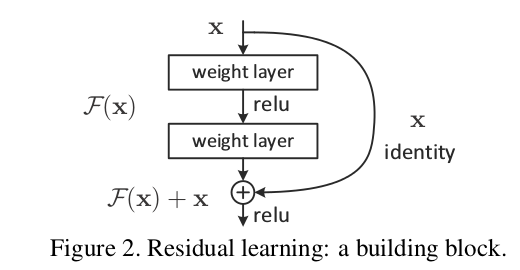 x
weight layer
relu
F(x)
x
weight layer
identity
F(x) + x
relu
Figure 2. Residual learning: a building block.